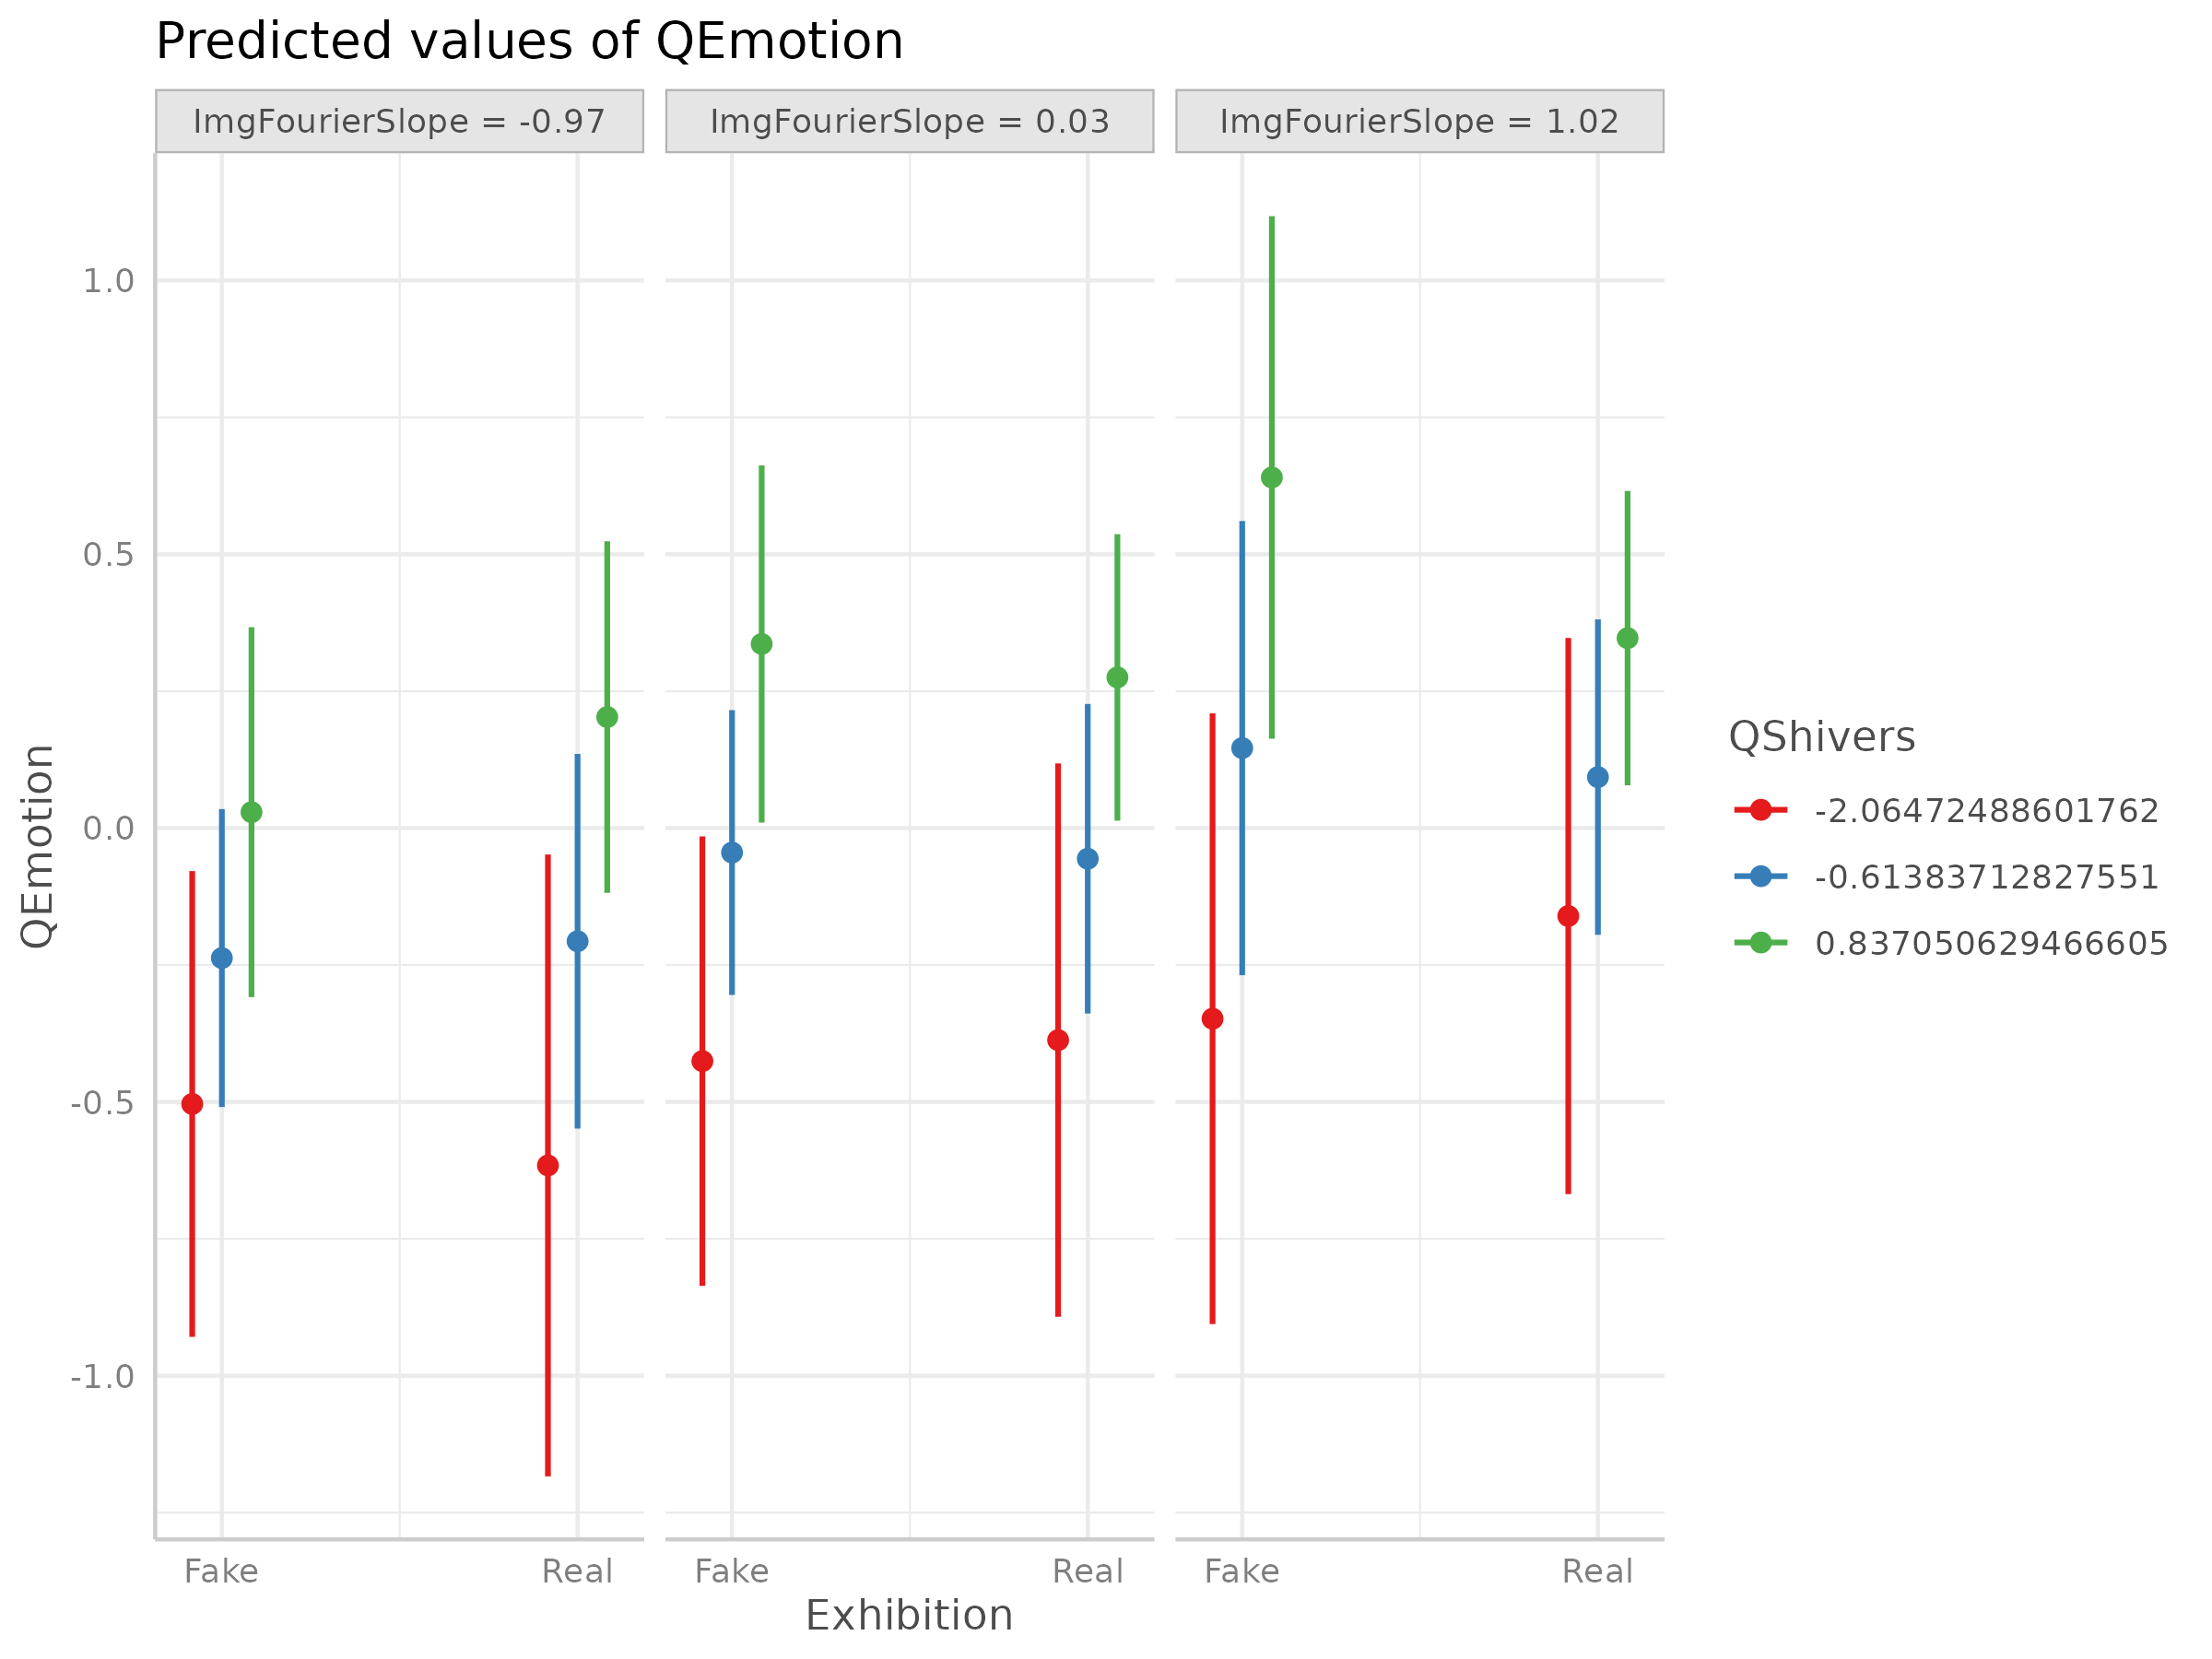 Predicted values of QEmotion
ImgFourierSlope = -0.97
ImgFourierSlope = 0.03
ImgFourierSlope = 1.02
1.0
0.5
0.0
-0.5
-1.0
QEmotion
Fake
Real
Fake
Real
Fake
Real
Exhibition
QShivers
-2.06472488601762
-0.61383712827551
0.837050629466605